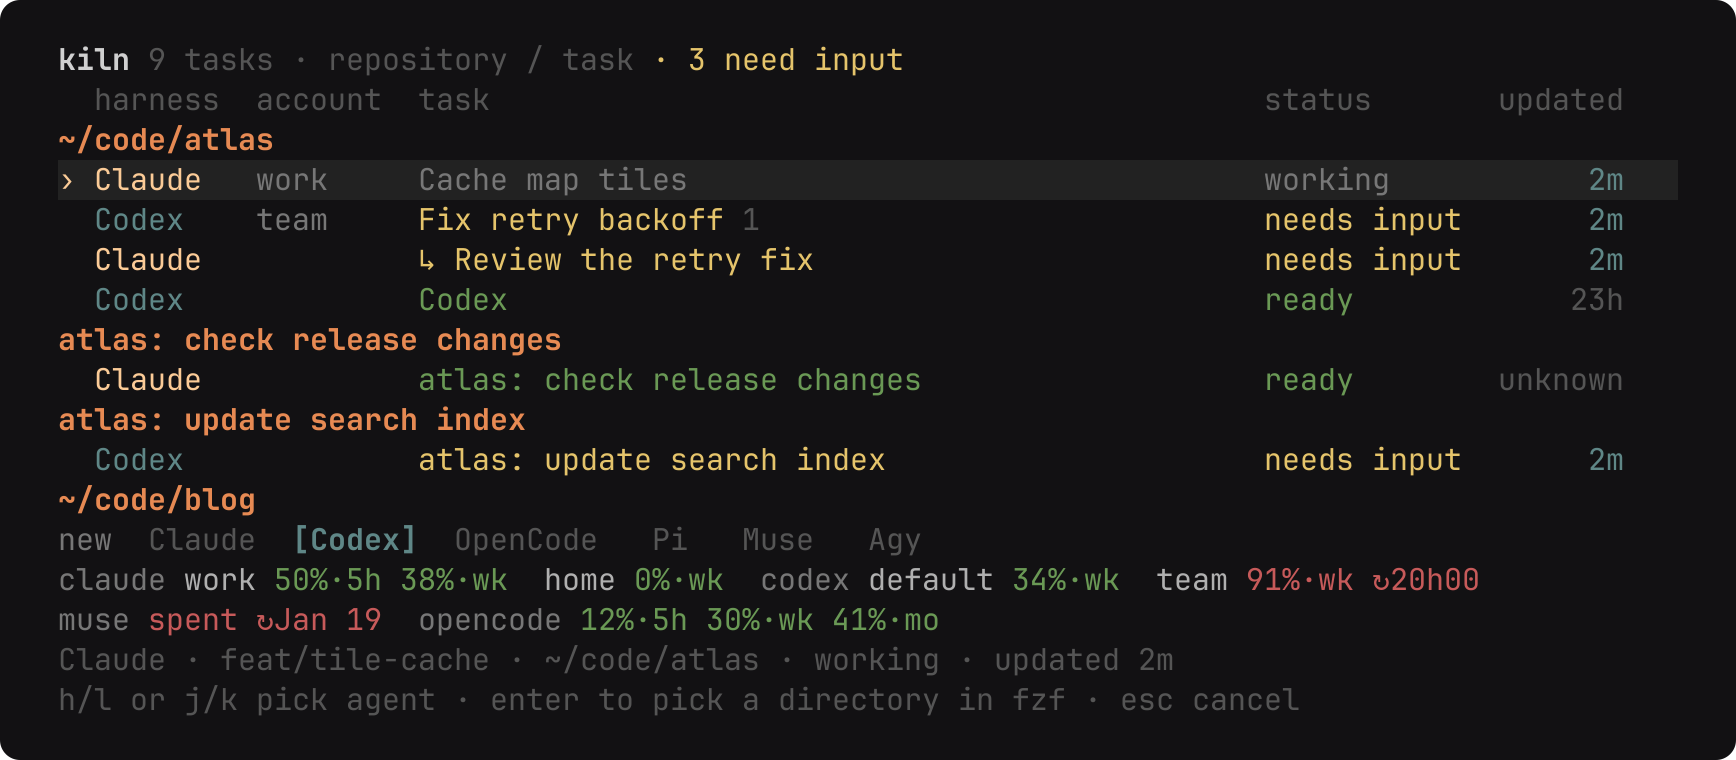 kiln 9 tasks · repository / task · 3 need input
harness account task status updated
~/code/atlas
› Claude work Cache map tiles working 2m
Codex team Fix retry backoff 1 needs input 2m
Claude ↳ Review the retry fix needs input 2m
Codex Codex ready 23h
atlas: check release changes
Claude atlas: check release changes ready unknown
atlas: update search index
Codex atlas: update search index needs input 2m
~/code/blog
new Claude [Codex] OpenCode Pi Muse Agy
claude work 50%·5h 38%·wk home 0%·wk codex default 34%·wk team 91%·wk ↻20h00
muse spent ↻Jan 19 opencode 12%·5h 30%·wk 41%·mo
Claude · feat/tile-cache · ~/code/atlas · working · updated 2m
h/l or j/k pick agent · enter to pick a directory in fzf · esc cancel